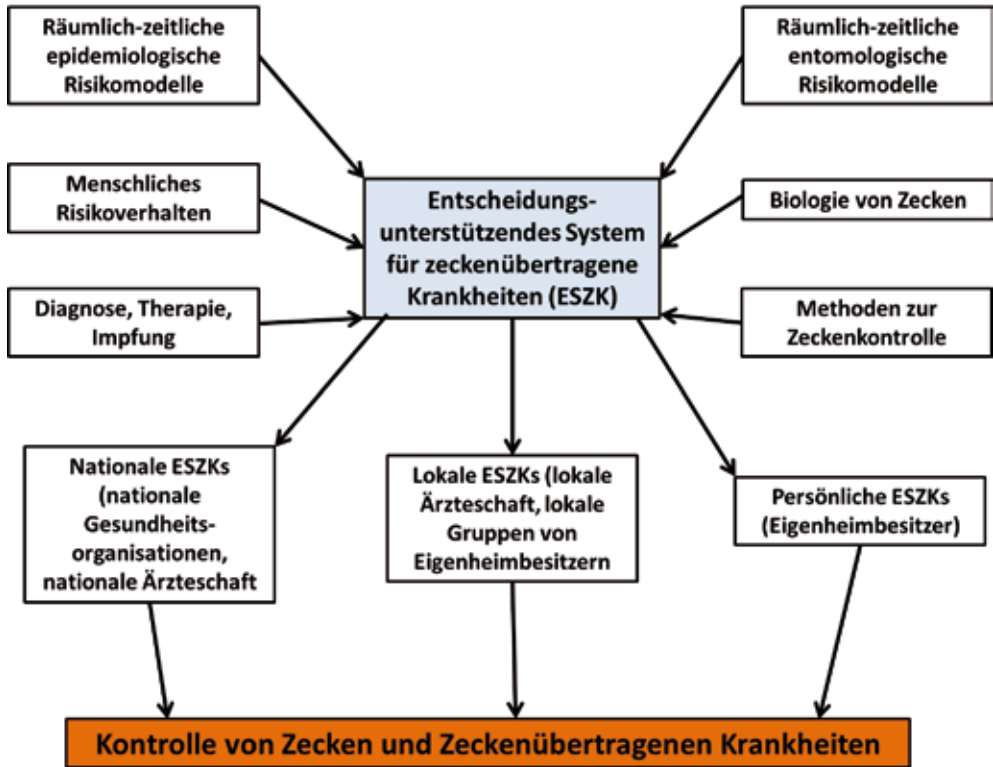 Räumlich-zeitliche
epidemiologische
Risikomodelle
Räumlich-zeitliche
entomologische
Risikomodelle
Menschliches
Risikoverhalten
Entscheidungs-
unterstützendes System
für zeckenübertragene
Krankheiten (ESZK)
Biologie von Zecken
Diagnose, Therapie,
Impfung
Methoden zur
Zeckenkontrolle
Nationale ESZKs
(nationale
Gesundheits-
organisationen,
nationale Ärzteschaft
Lokale ESZKs (lokale
Ärzteschaft, lokale
Gruppen von
Eigenheimbesitzern
Persönliche ESZKs
(Eigenheimbesitzer)
Kontrolle von Zecken und Zeckenübertragenen Krankheiten